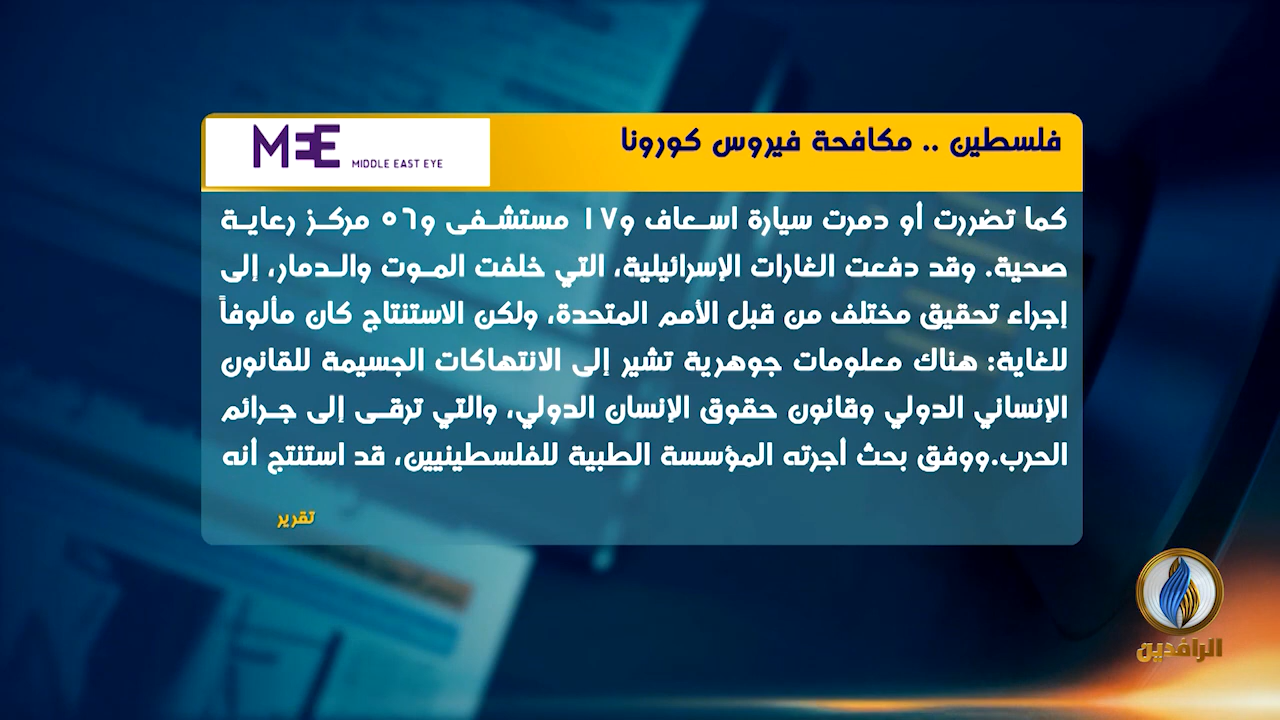 فلسطين .. مكافحة فيروس كورونا
MEE MIDDLE EAST EYE
كما تضررت أو دمرت سيارة اسعاف و١٧ مستشفى و٥٦ مركز رعاية
صحية. وقد دفعت الغارات الإسرائيلية، التي خلفت الموت والدمار، إلى
إجراء تحقيق مختلف من قبل الأمم المتحدة، ولكن الاستنتاج كان مألوفاً
للغاية: هناك معلومات جوهرية تشير إلى الانتهاكات الجسيمة للقانون
الإنساني الدولي وقانون حقوق الإنسان الدولي، والتي ترقى إلى جرائم
الحرب.ووفق بحث أجرته المؤسسة الطبية للفلسطينيين، قد استنتج أنه
تقرير
الرافدين